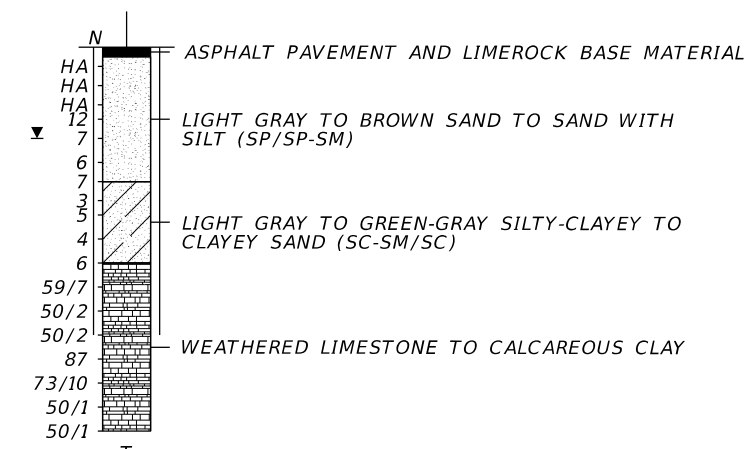 N
ASPHALT PAVEMENT AND LIMEROCK BASE MATERIAL
HA
HA
HA
12
LIGHT GRAY TO BROWN SAND TO SAND WITH
SILT (SP/SP-SM)
7
6
7
3
5
LIGHT GRAY TO GREEN-GRAY SILTY-CLAYEY TO
CLAYEY SAND (SC-SM/SC)
4
6
59/7
50/2
50/2
WEATHERED LIMESTONE TO CALCAREOUS CLAY
87
73/10
50/1
50/1